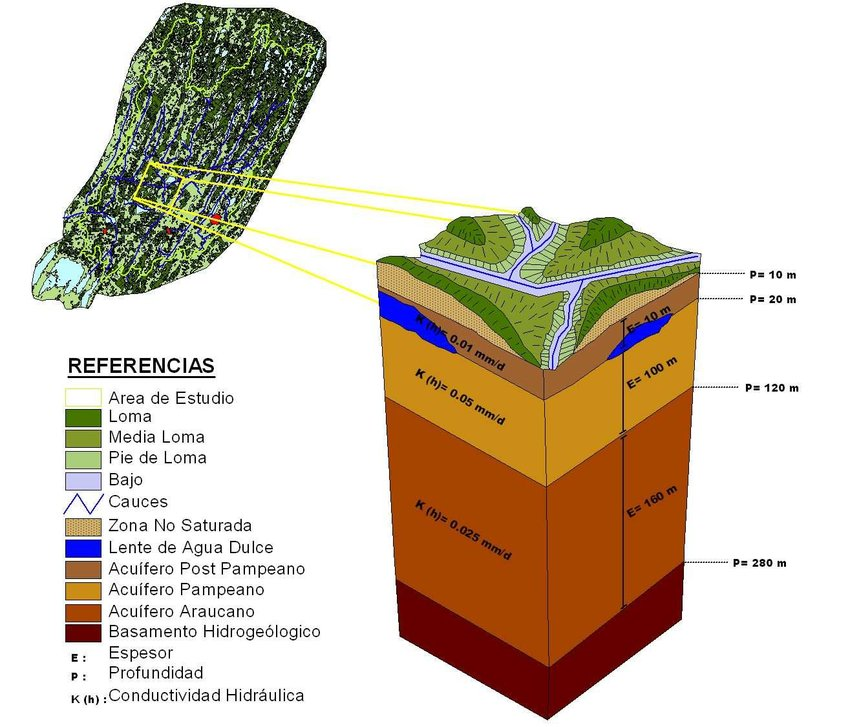 P= 10 m
P= 20 m
E= 10 m
K (h)= 0.01 mm/d
E= 100 m
P= 120 m
K (h)= 0.05 mm/d
E= 160 m
K (h)= 0.025 mm/d
P= 280 m
REFERENCIAS
Area de Estudio
Loma
Media Loma
Pie de Loma
Bajo
Cauces
Zona No Saturada
Lente de Agua Dulce
Acuífero Post Pampeano
Acuífero Pampeano
Acuífero Araucano
Basamento Hidrogeólogico
E : Espesor
P : Profundidad
K (h) : Conductividad Hidráulica